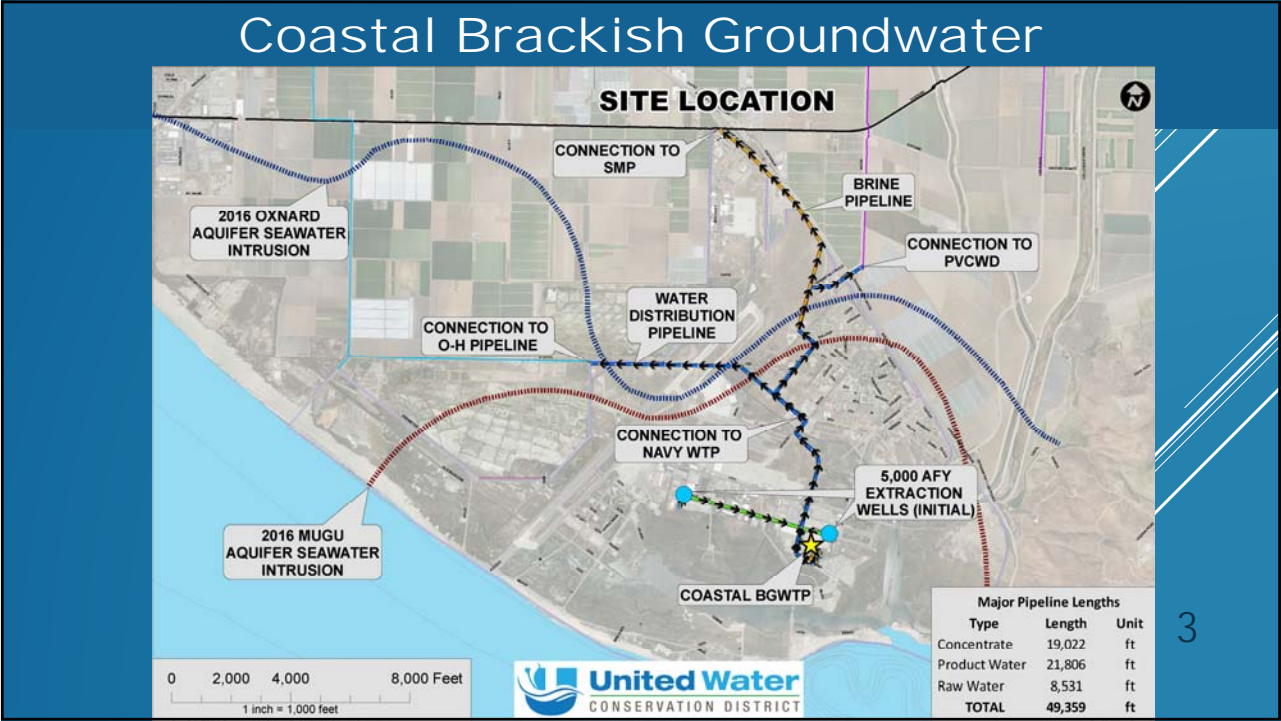 Coastal Brackish Groundwater
SITE LOCATION
N
CONNECTION TO
SMP
BRINE
PIPELINE
2016 OXNARD
AQUIFER SEAWATER
INTRUSION
CONNECTION TO
PVCWD
WATER
DISTRIBUTION
PIPELINE
CONNECTION TO
O-H PIPELINE
CONNECTION TO
NAVY WTP
5,000 AFY
EXTRACTION
WELLS (INITIAL)
2016 MUGU
AQUIFER SEAWATER
INTRUSION
COASTAL BGWTP
Major Pipeline Lengths
Type Length Unit
Concentrate 19,022 ft
Product Water 21,806 ft
Raw Water 8,531 ft
TOTAL 49,359 ft
3
0 2,000 4,000 8,000 Feet
1 inch = 1,000 feet
United Water
CONSERVATION DISTRICT